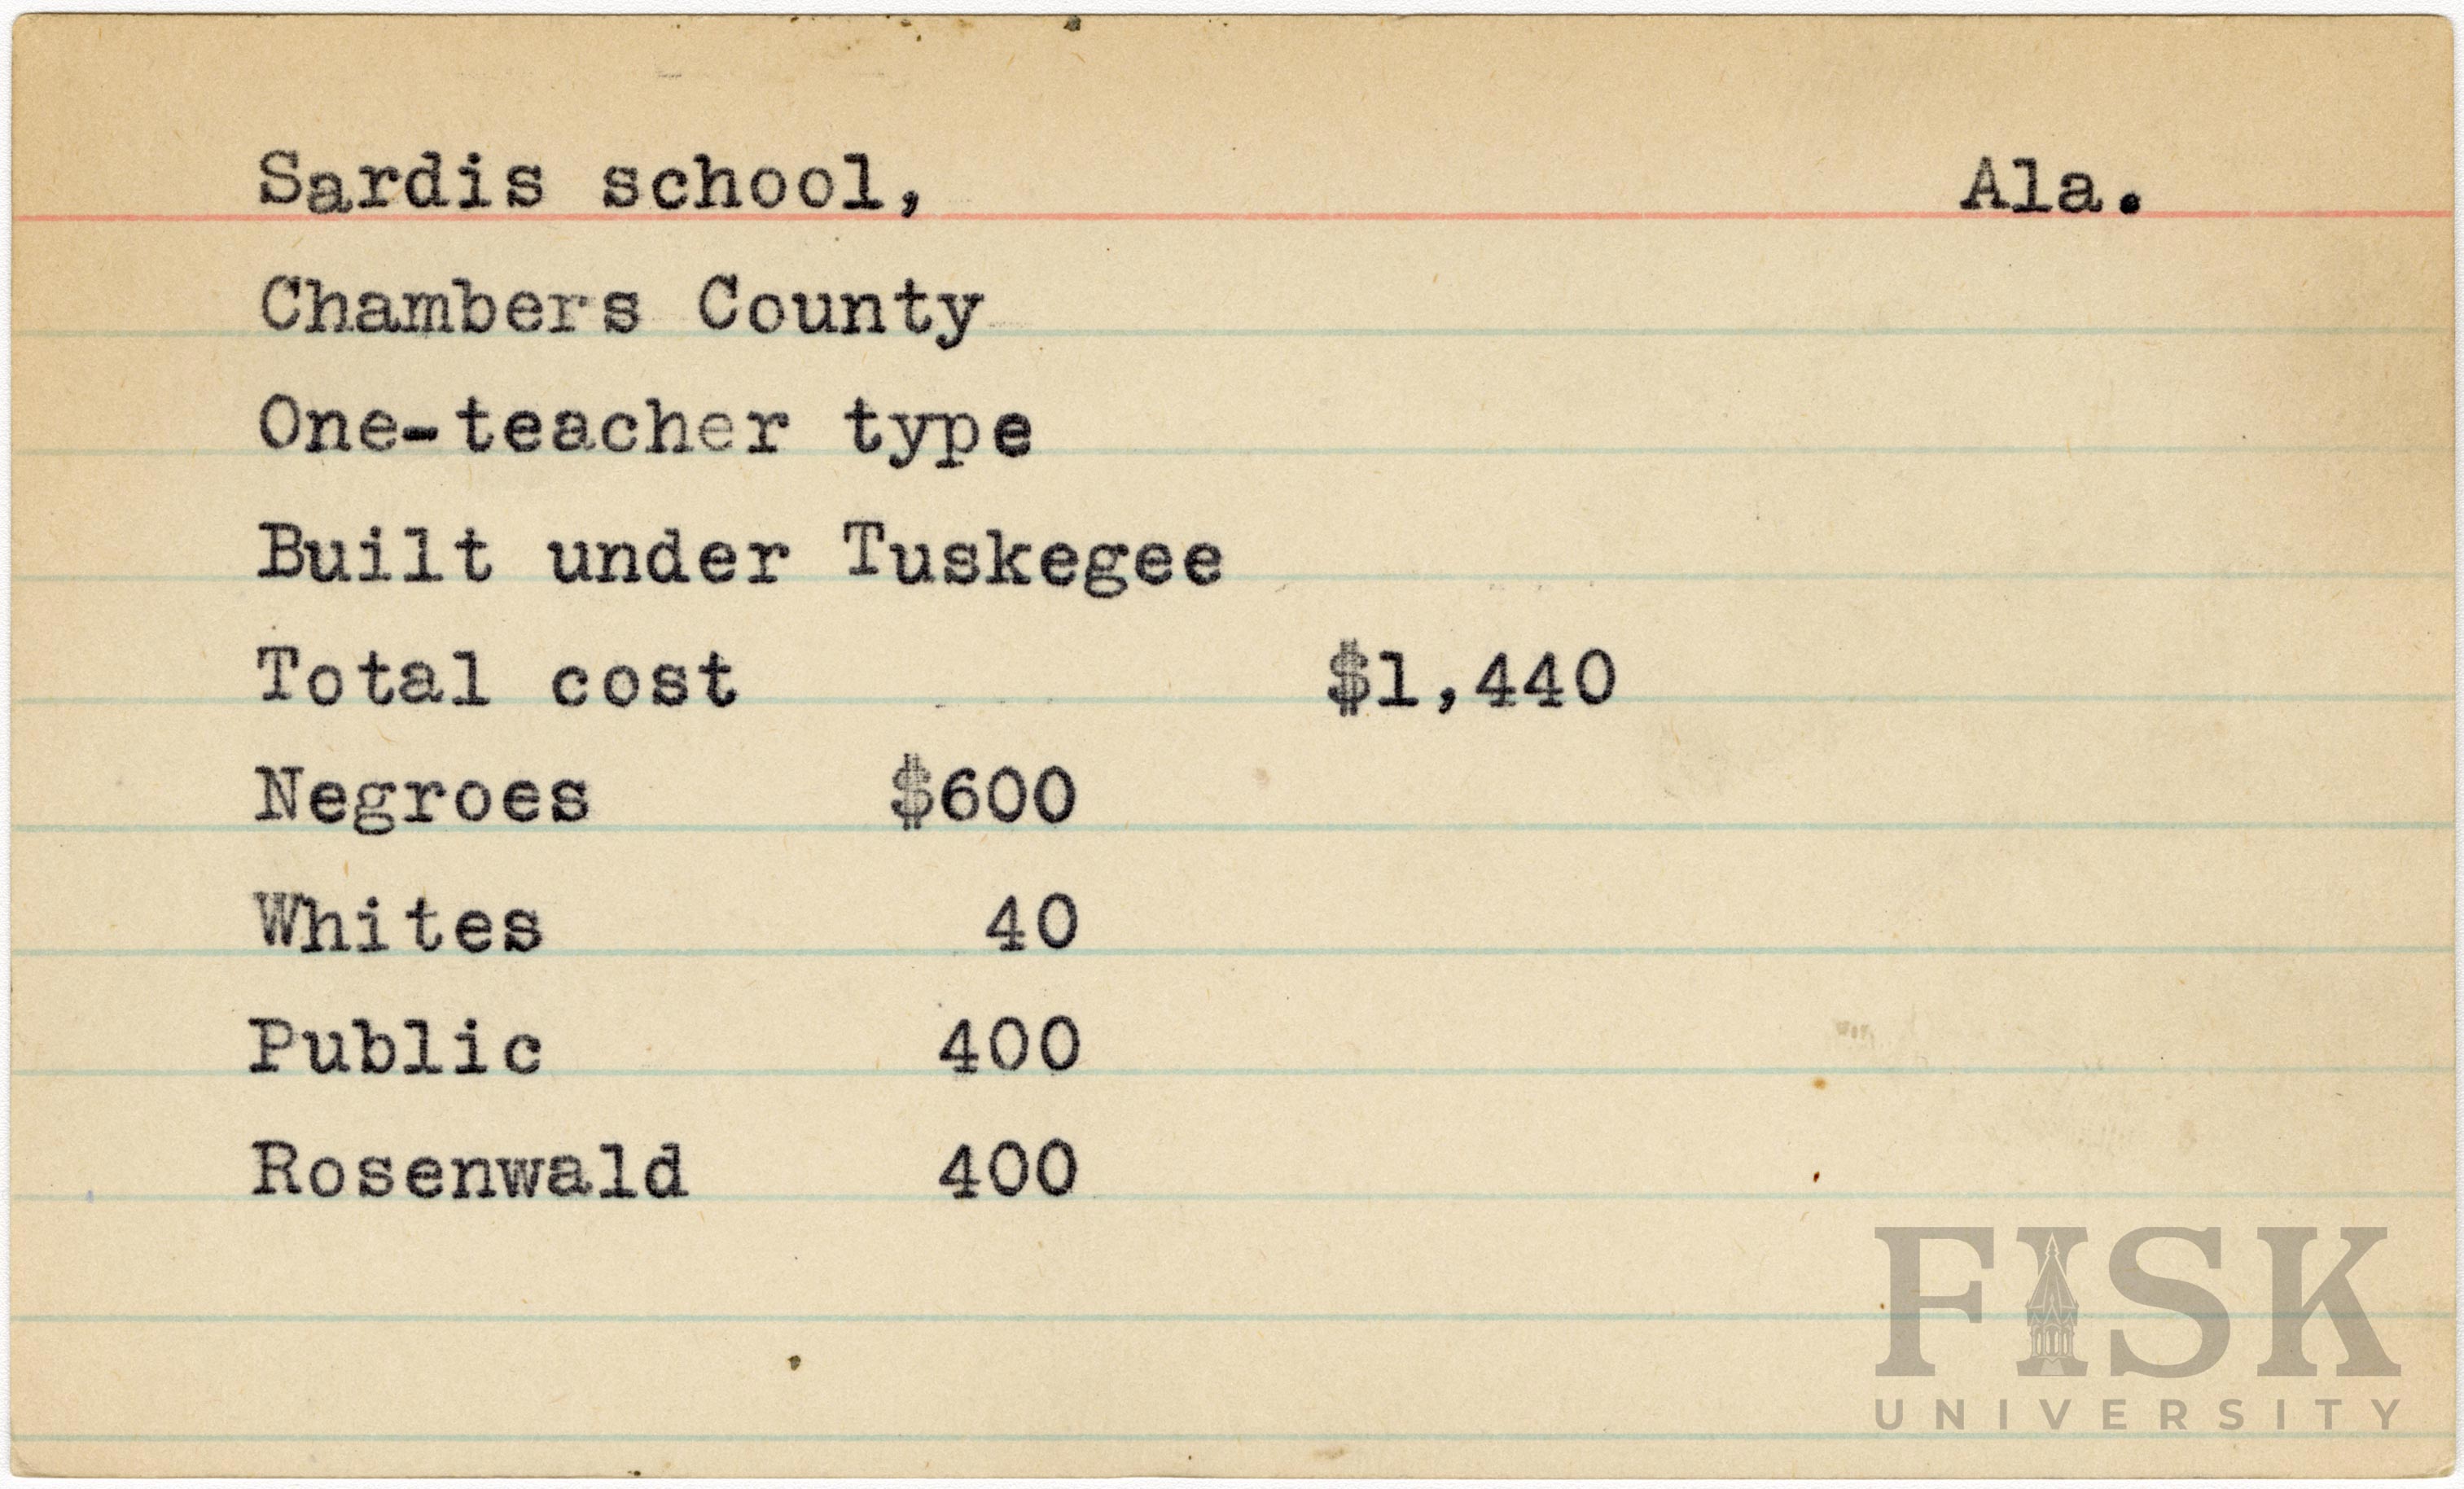 Sardis school, Ala.
Chambers County
One-teacher type
Built under Tuskegee
Total cost $1,440
Negroes $600
Whites 40
Public 400
Rosenwald 400
FISK
UNIVERSITY